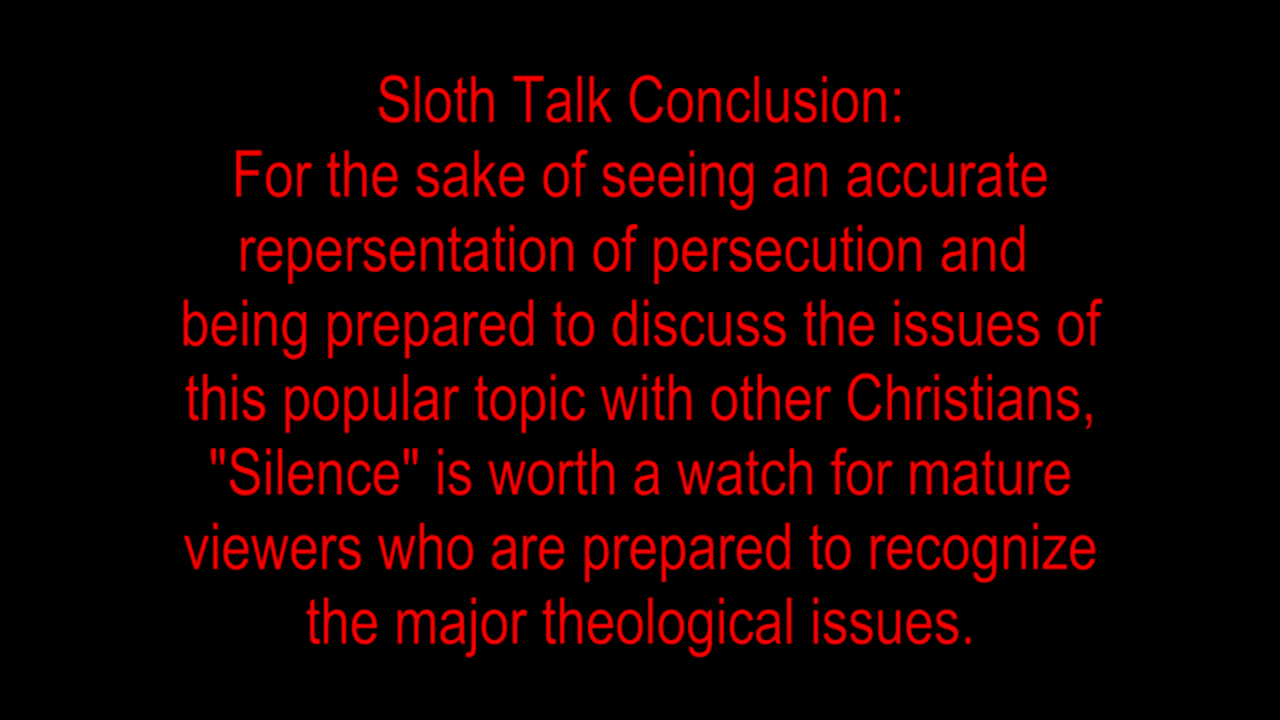 Sloth Talk Conclusion:
For the sake of seeing an accurate
repersentation of persecution and
being prepared to discuss the issues of
this popular topic with other Christians,
"Silence" is worth a watch for mature
viewers who are prepared to recognize
the major theological issues.